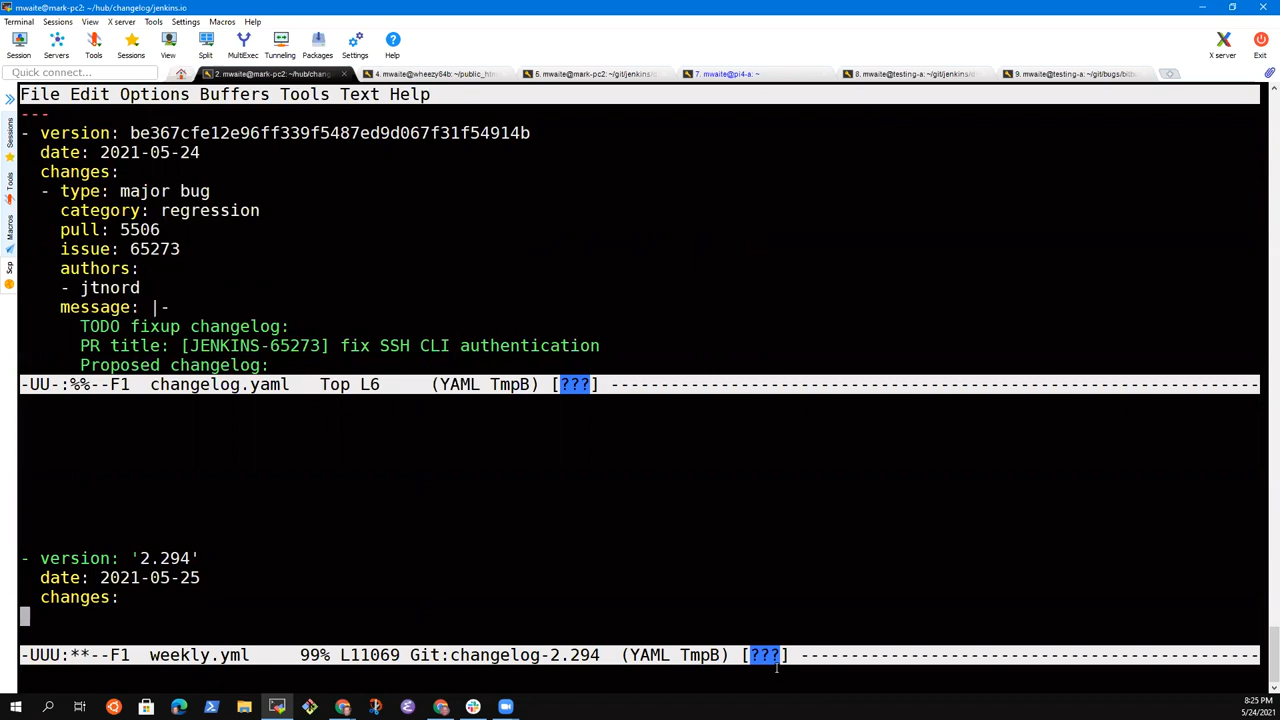 mwaite@mark-pc2: ~/hub/changelog/jenkins.io
Terminal Sessions View X server Tools Settings Macros Help
Session Servers Tools Sessions View Split MultiExec Tunneling Packages Settings Help X server Exit
Quick connect... 2. mwaite@mark-pc2: ~/hub/chang 4. mwaite@wheezy64b: ~/public_htm 5. mwaite@mark-pc2: ~/git/jenkins/ 7. mwaite@pi4-a: ~ 8. mwaite@testing-a: ~/git/jenkins/d 9. mwaite@testing-a: ~/git/bugs/
File Edit Options Buffers Tools Text Help
---
- version: be367cfe12e96ff339f5487ed9d067f31f54914b
date: 2021-05-24
changes:
- type: major bug
category: regression
pull: 5506
issue: 65273
authors:
- jtnord
message: |-
TODO fixup changelog:
PR title: [JENKINS-65273] fix SSH CLI authentication
Proposed changelog:
-UU-:%%--F1 changelog.yaml Top L6 (YAML TmpB) [???] ------------------------------------------------------------------
- version: '2.294'
date: 2021-05-25
changes:
-UUU:**--F1 weekly.yml 99% L11069 Git:changelog-2.294 (YAML TmpB) [???] ----------------------------------------------
Sessions
Tools
Macros
Scp
8:25 PM
5/24/2021